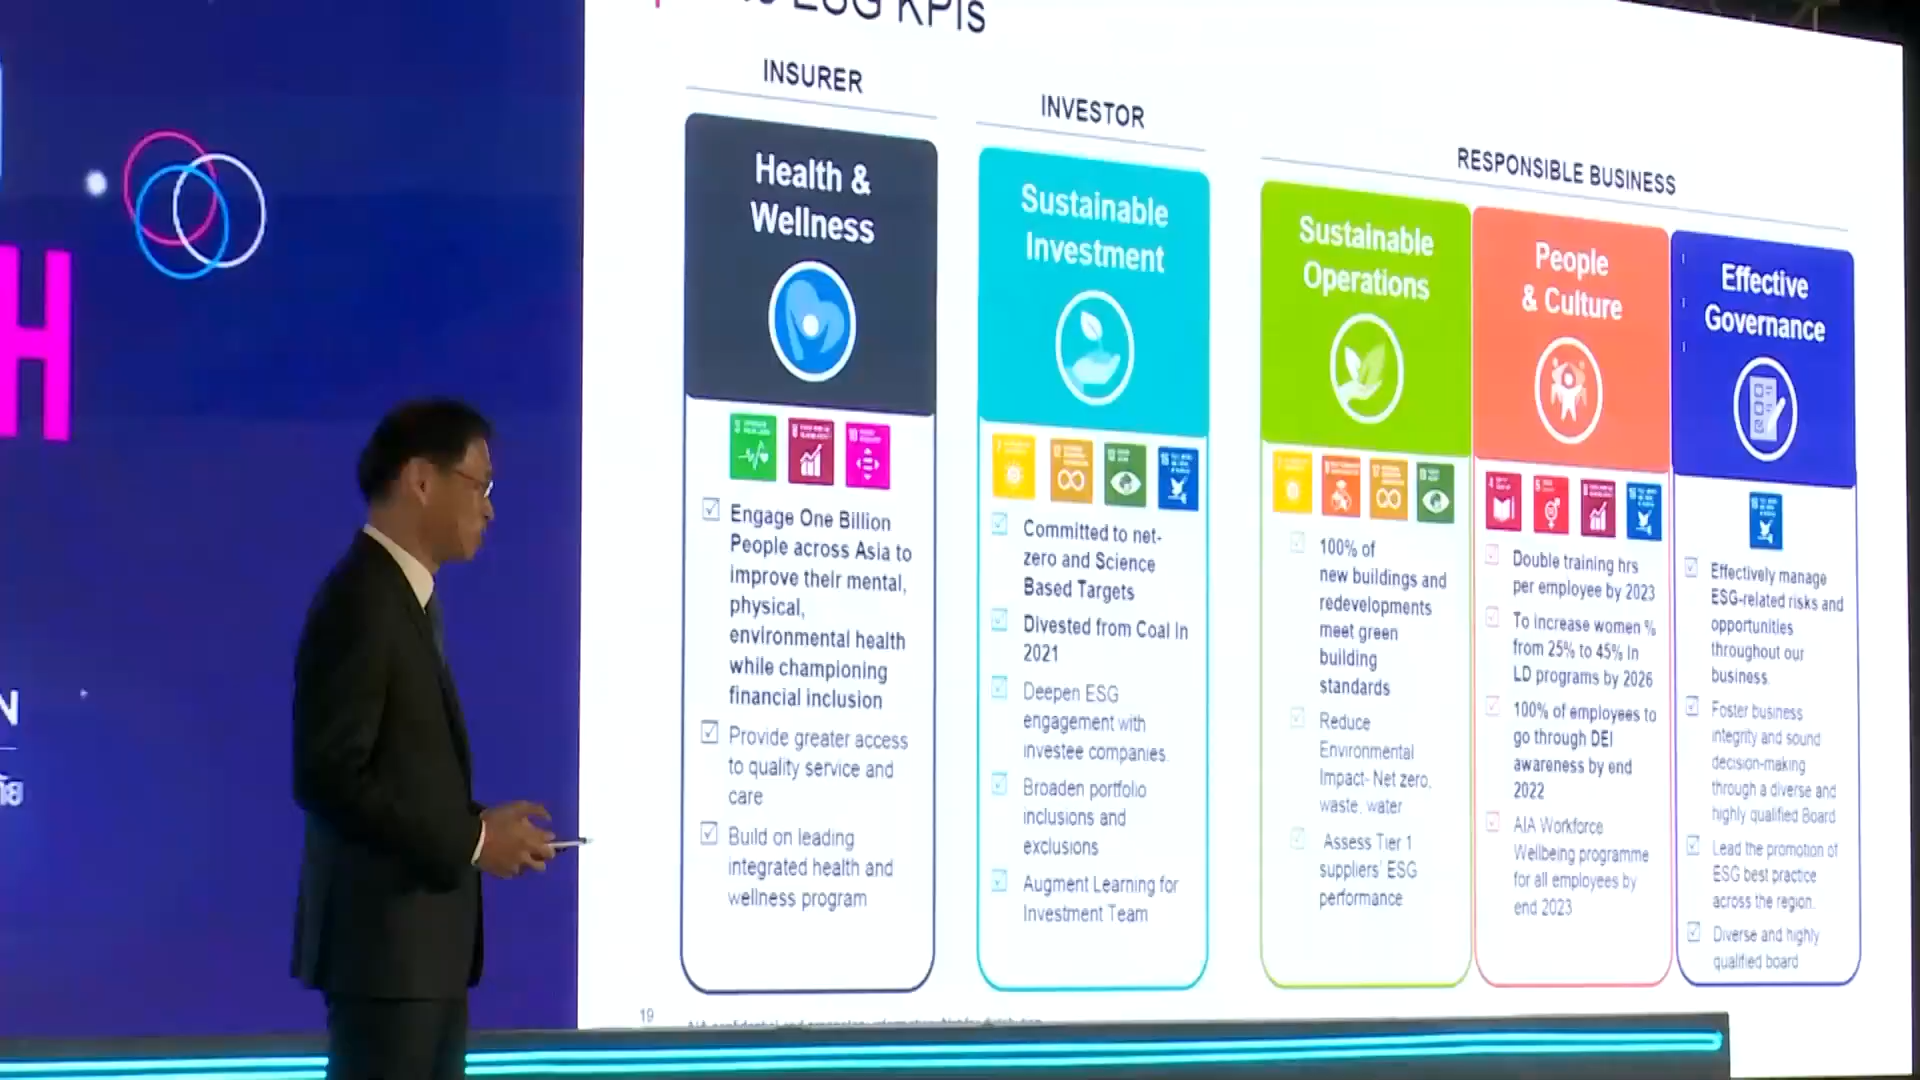 ESG KPIs
INSURER
INVESTOR
RESPONSIBLE BUSINESS
Health &
Wellness
Engage One Billion
People across Asia to
improve their mental,
physical,
environmental health
while championing
financial inclusion
Provide greater access
to quality service and
care
Build on leading
integrated health and
wellness program
Sustainable
Investment
Committed to net-
zero and Science
Based Targets
Divested from Coal in
2021
Deepen ESG
engagement with
investee companies.
Broaden portfolio
inclusions and
exclusions
Augment Learning for
Investment Team
Sustainable
Operations
100% of
new buildings and
redevelopments
meet green
building
standards
Reduce
Environmental
Impact- Net zero,
waste, water
Assess Tier 1
suppliers' ESG
performance
People
& Culture
Double training hrs
per employee by 2023
To increase women %
from 25% to 45% in
LD programs by 2026
100% of employees to
go through DEI
awareness by end
2022
AIA Workforce
Wellbeing programme
for all employees by
end 2023
Effective
Governance
Effectively manage
ESG-related risks and
opportunities
throughout our
business.
Foster business
integrity and sound
decision-making
through a diverse and
highly qualified Board
Lead the promotion of
ESG best practice
across the region.
Diverse and highly
qualified board
19
H
N